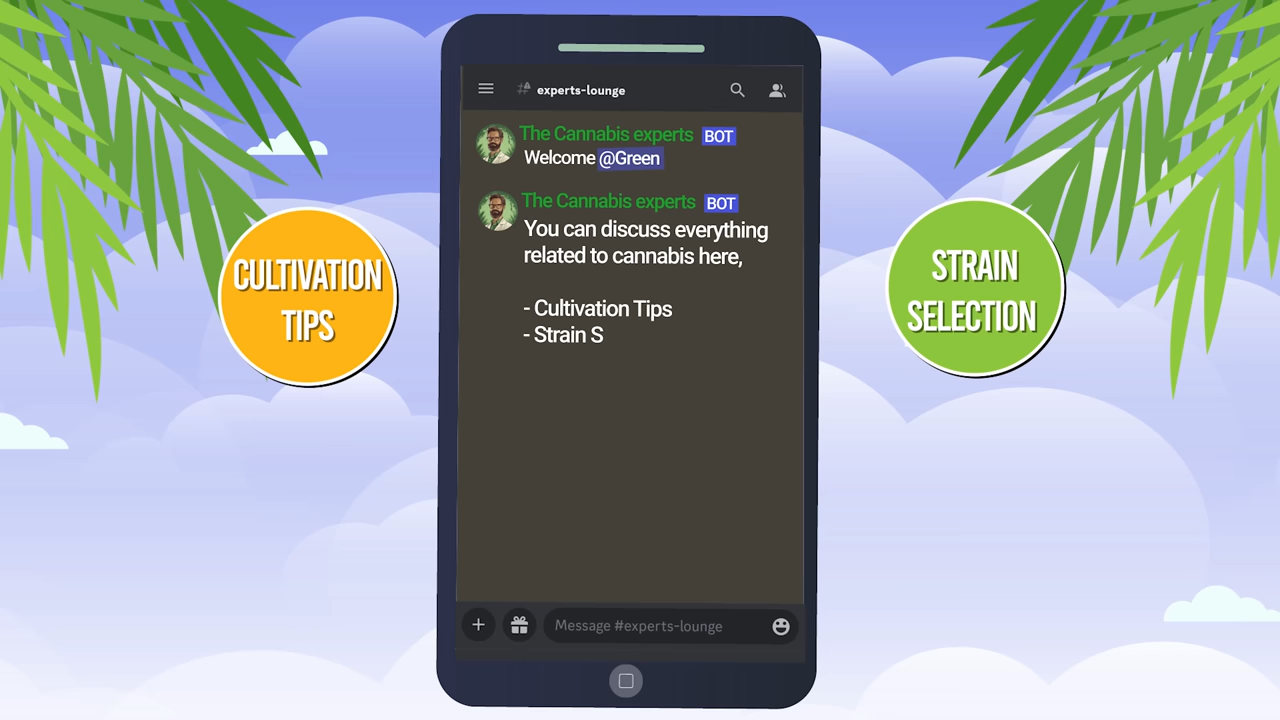 experts-lounge
The Cannabis experts BOT
Welcome @Green
The Cannabis experts BOT
You can discuss everything
related to cannabis here,
- Cultivation Tips
- Strain S
Message #experts-lounge
CULTIVATION
TIPS
STRAIN
SELECTION